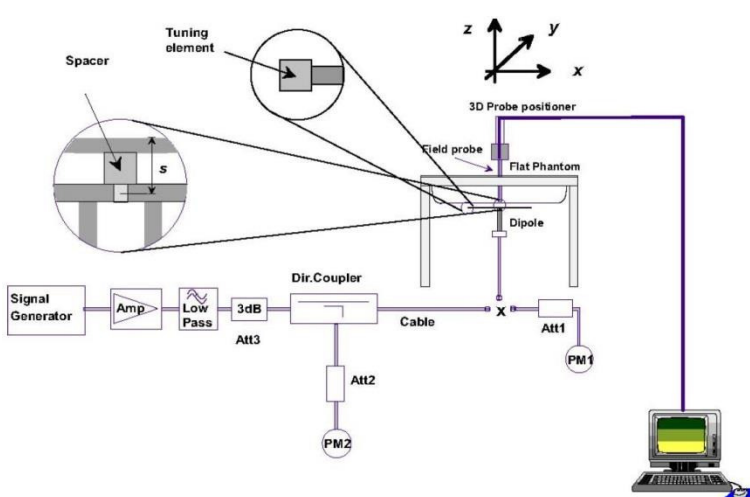 Tuning
element
Spacer
s
z
y
x
3D Probe positioner
Field probe
Flat Phantom
Dipole
Signal
Generator
Amp
Low
Pass
3dB
Att3
Dir.Coupler
Cable
x
Att1
PM1
Att2
PM2